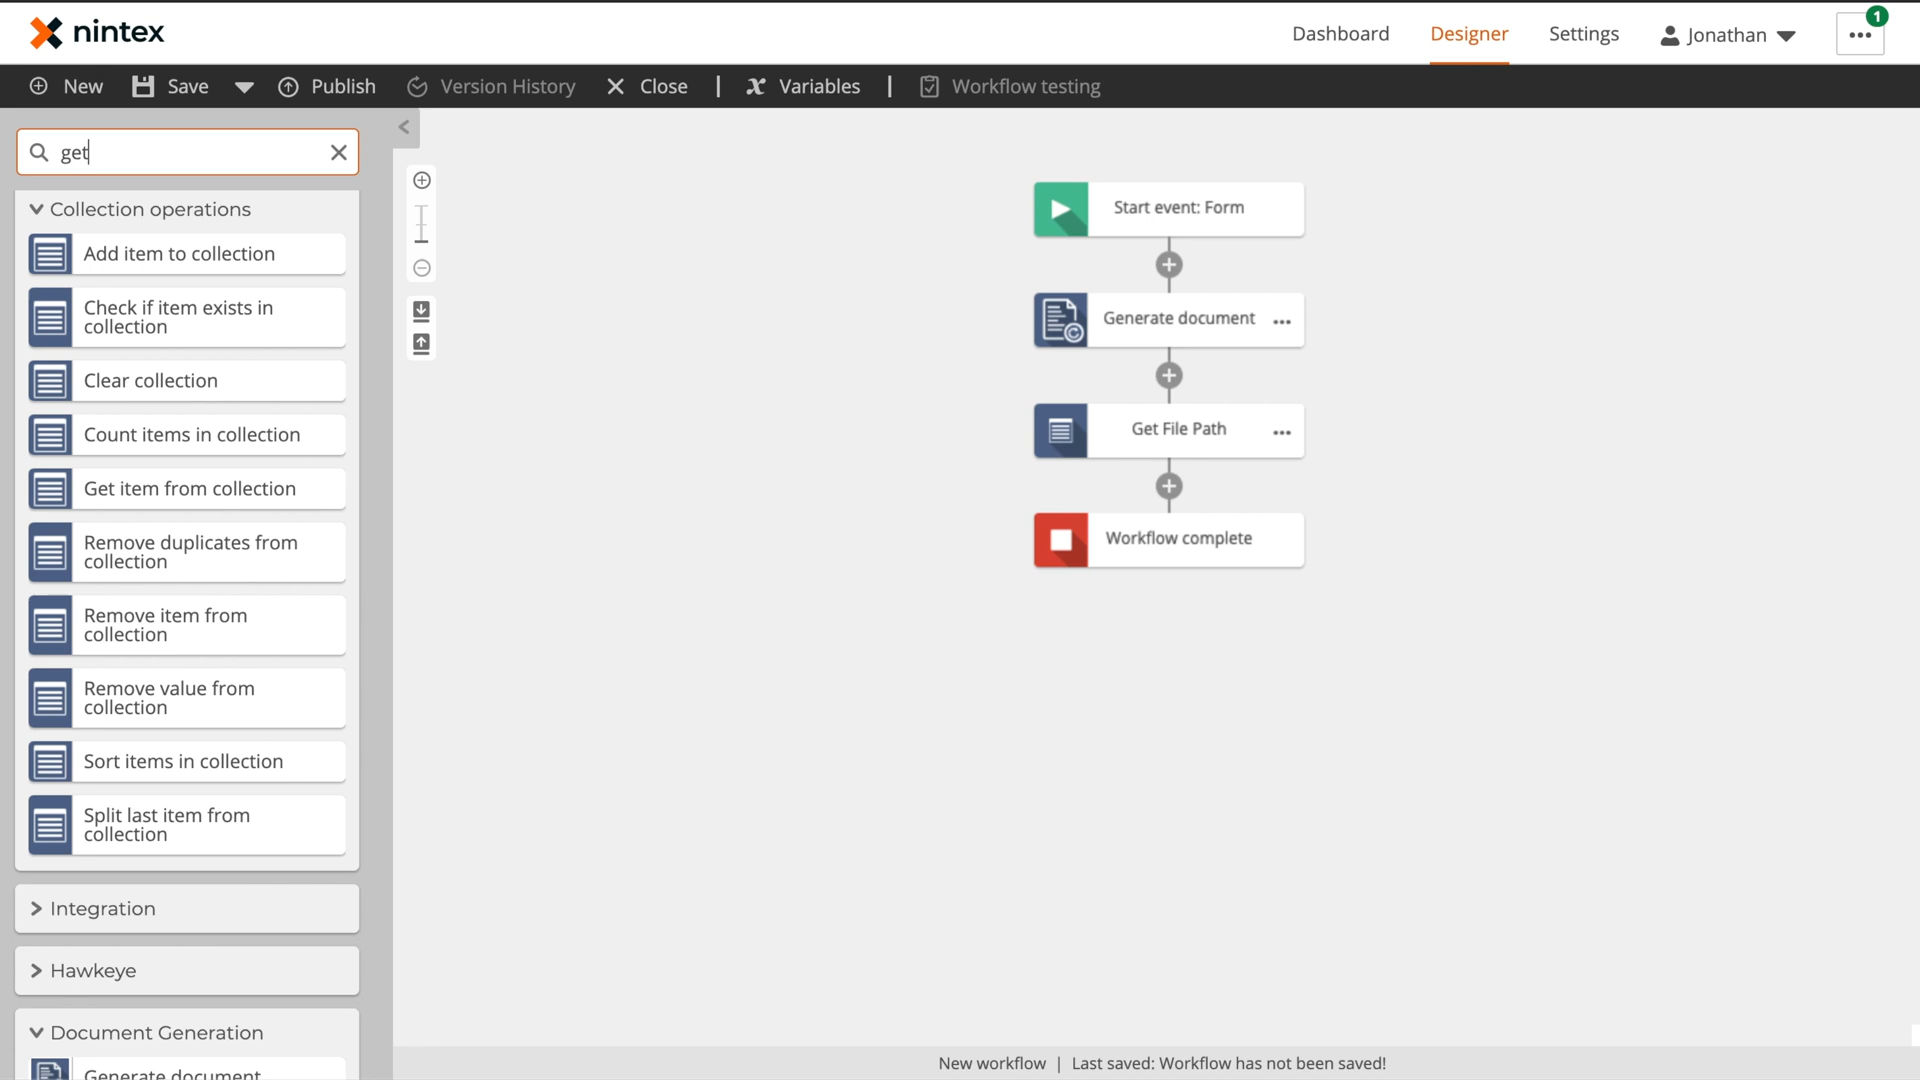 nintex
Dashboard
Designer
Settings
Jonathan
1
New
Save
Publish
Version History
Close
|
Variables
|
Workflow testing
get
Collection operations
Add item to collection
Check if item exists in
collection
Clear collection
Count items in collection
Get item from collection
Remove duplicates from
collection
Remove item from
collection
Remove value from
collection
Sort items in collection
Split last item from
collection
Integration
Hawkeye
Document Generation
Generate document
Start event: Form
Generate document
Get File Path
Workflow complete
New workflow | Last saved: Workflow has not been saved!